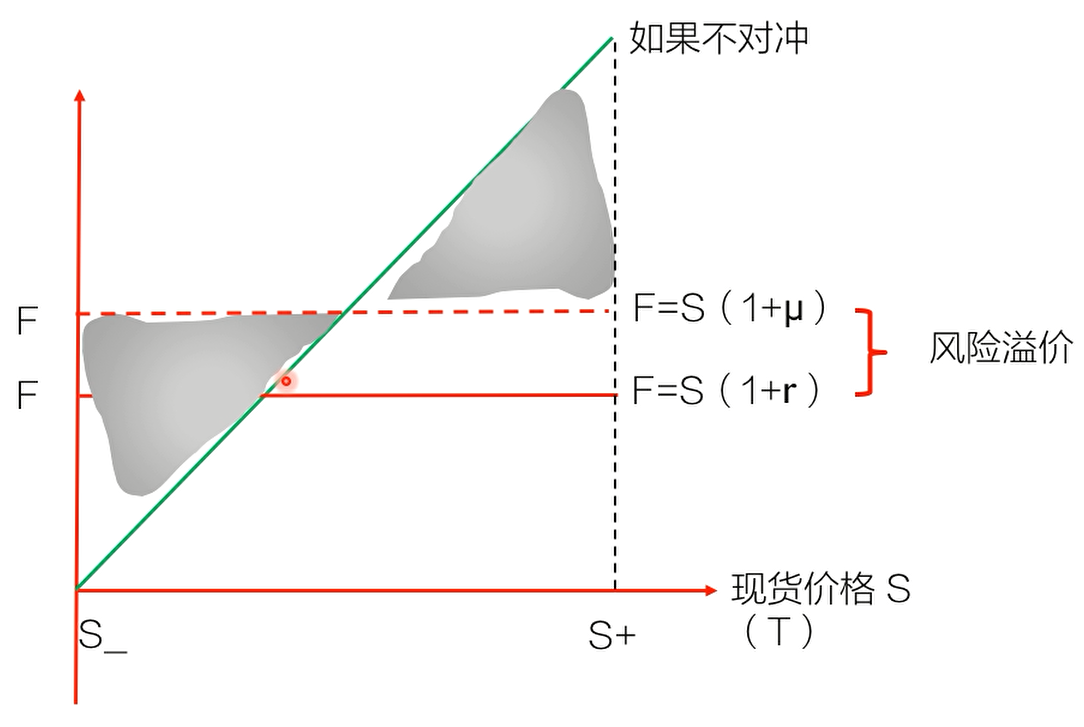 如果不对冲
F
F=S（1+μ）
风险溢价
F
F=S（1+r）
现货价格 S
（T）
S_
S+